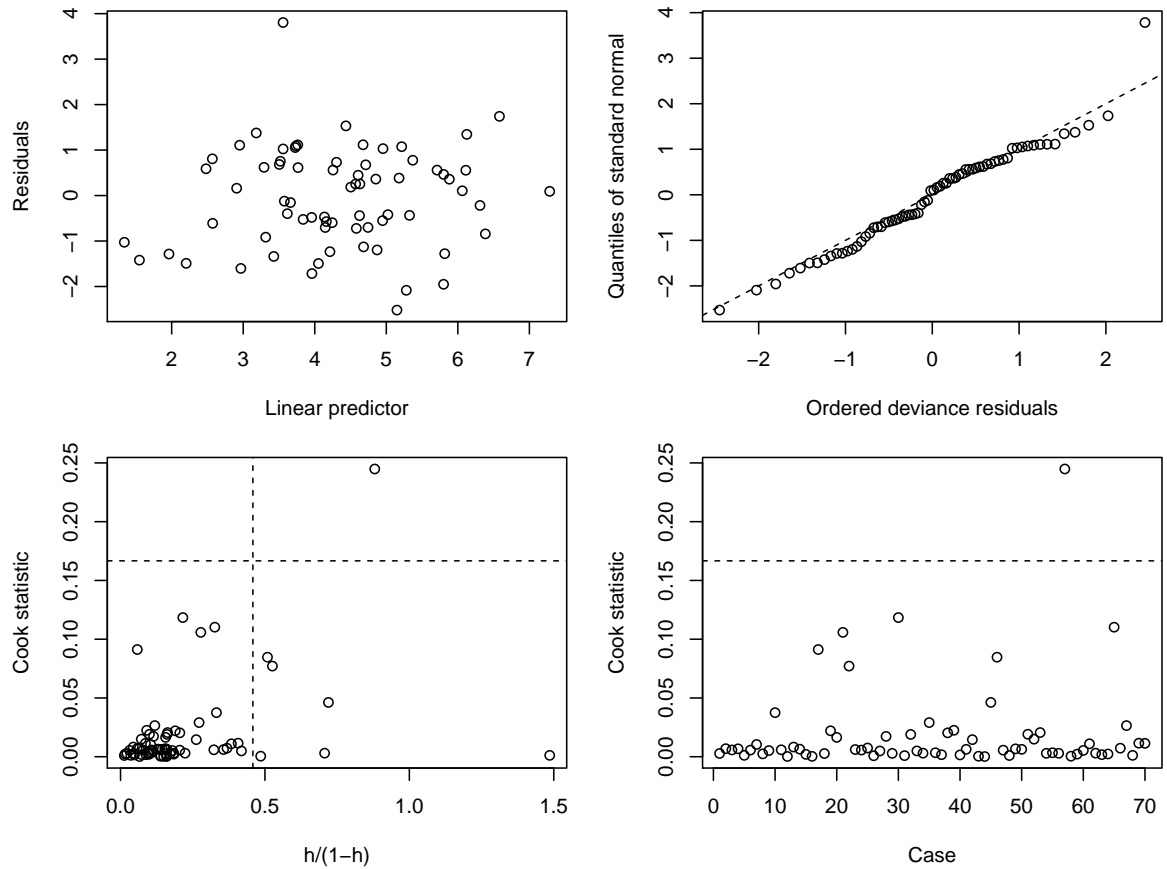 4
3
2
1
0
−1
−2
Residuals
2 3 4 5 6 7
Linear predictor
4
3
2
1
0
−1
−2
Quantiles of standard normal
−2 −1 0 1 2
Ordered deviance residuals
0.25
0.20
0.15
0.10
0.05
0.00
Cook statistic
0.0 0.5 1.0 1.5
h/(1−h)
0.25
0.20
0.15
0.10
0.05
0.00
Cook statistic
0 10 20 30 40 50 60 70
Case